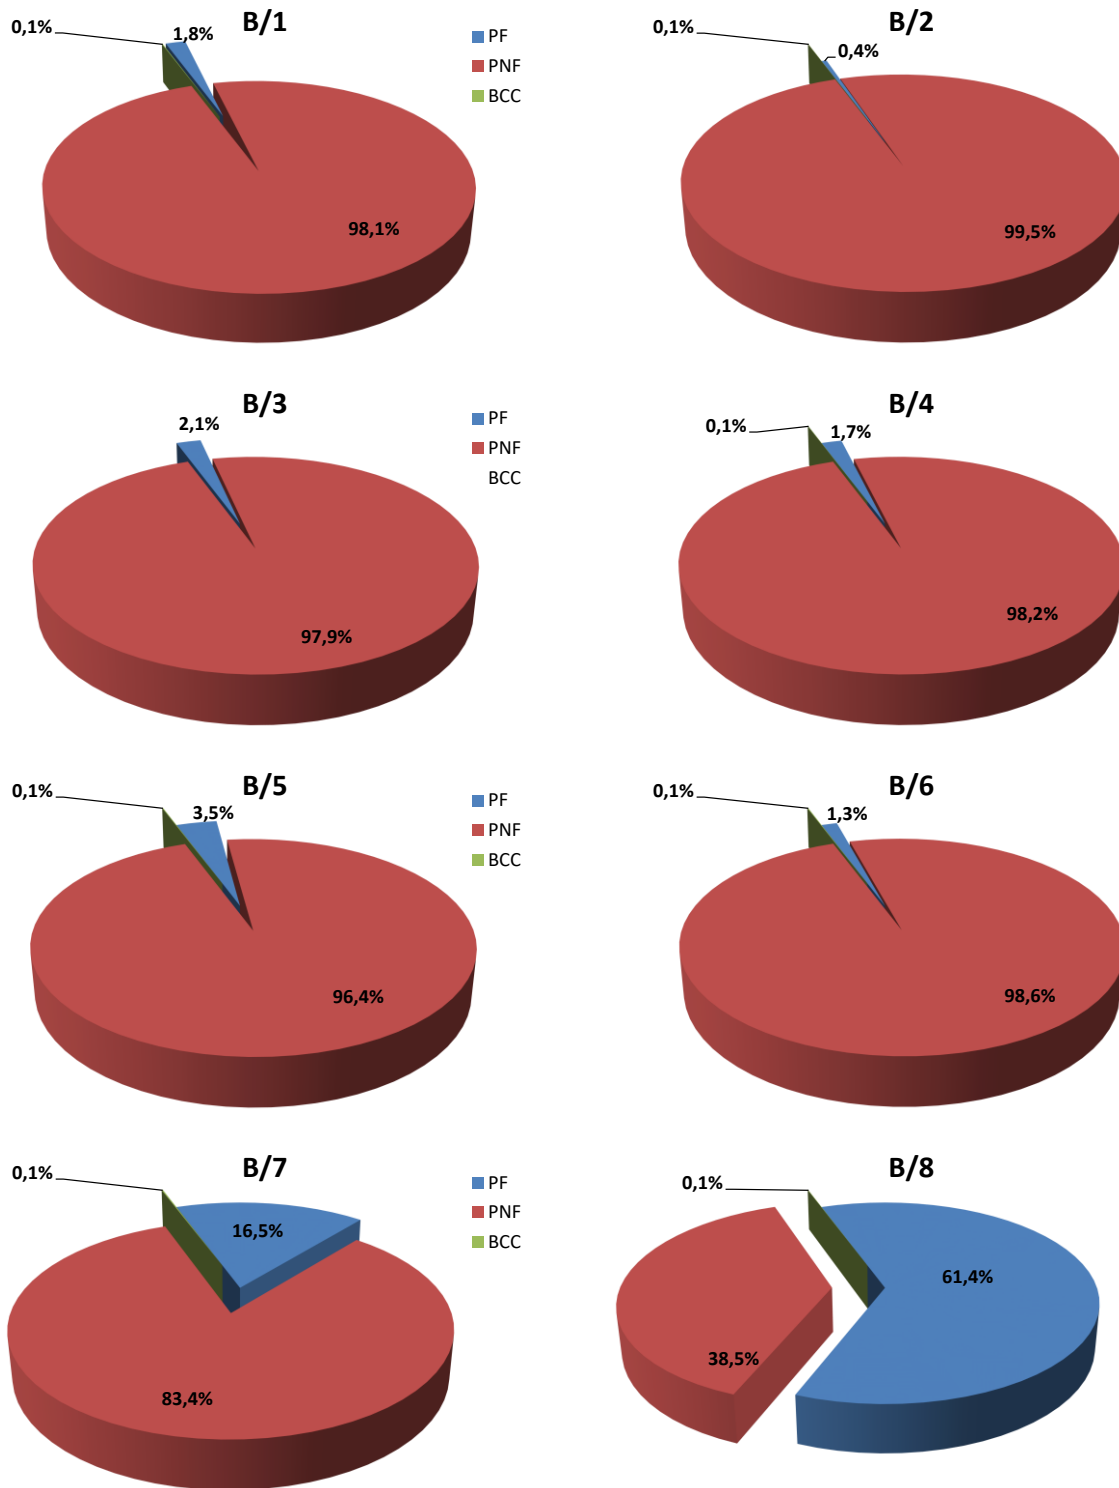 B/1
0,1%
1,8%
98,1%
PF
PNF
BCC
B/2
0,1%
0,4%
99,5%
B/3
2,1%
97,9%
PF
PNF
BCC
B/4
0,1%
1,7%
98,2%
B/5
0,1%
3,5%
96,4%
PF
PNF
BCC
B/6
0,1%
1,3%
98,6%
B/7
0,1%
16,5%
83,4%
PF
PNF
BCC
B/8
0,1%
61,4%
38,5%